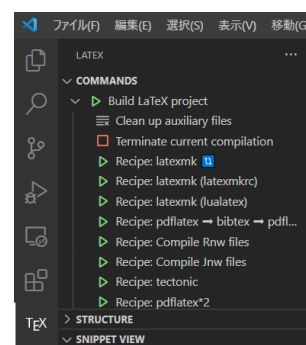 ファイル(F) 編集(E) 選択(S) 表示(V) 移動(G
LATEX ...
COMMANDS
Build LaTeX project
Clean up auxiliary files
Terminate current compilation
Recipe: latexmk
Recipe: latexmk (latexmkrc)
Recipe: latexmk (lualatex)
Recipe: pdflatex ➞ bibtex ➞ pdfl...
Recipe: Compile Rnw files
Recipe: Compile Jnw files
Recipe: tectonic
Recipe: pdflatex*2
TEX
STRUCTURE
SNIPPET VIEW